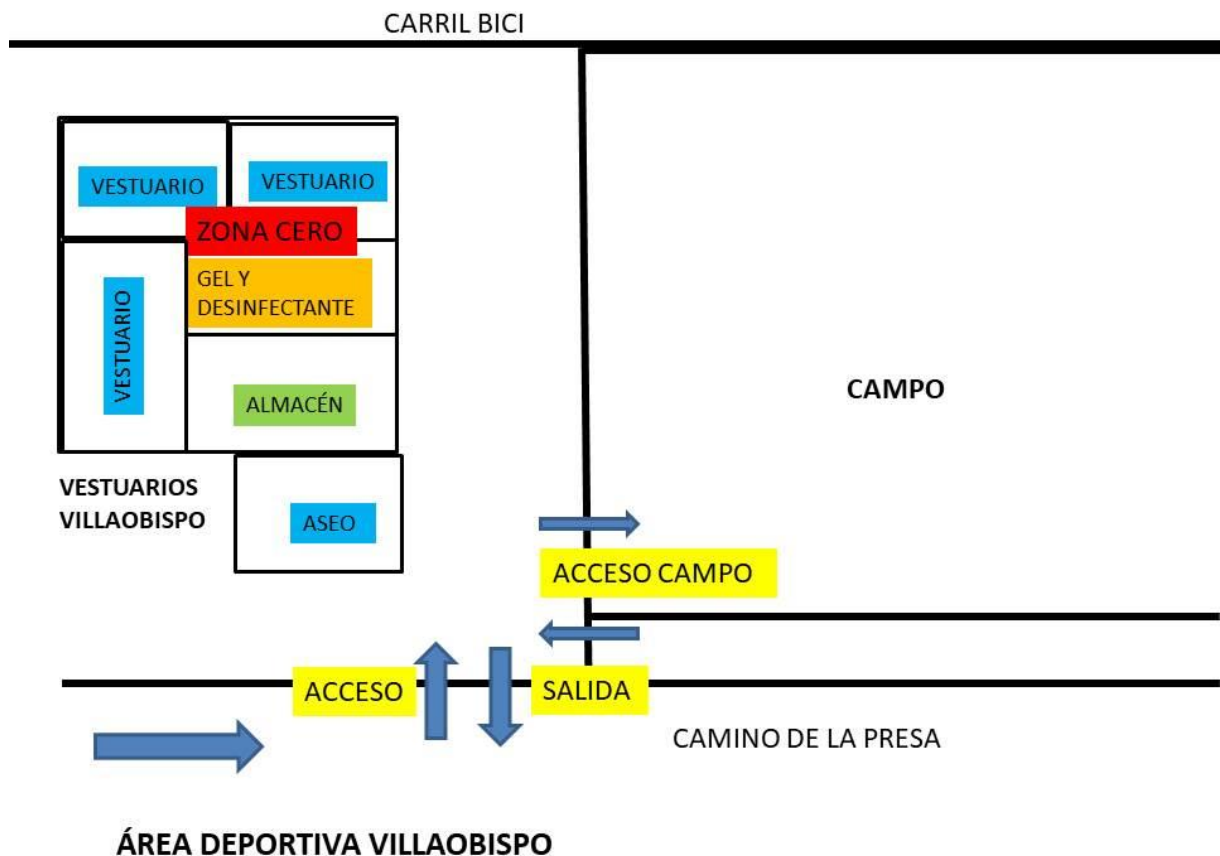 CARRIL BICI
VESTUARIO
VESTUARIO
ZONA CERO
GEL Y
DESINFECTANTE
VESTUARIO
ALMACÉN
CAMPO
VESTUARIOS
VILLAOBISPO
ASEO
ACCESO CAMPO
ACCESO
SALIDA
CAMINO DE LA PRESA
ÁREA DEPORTIVA VILLAOBISPO